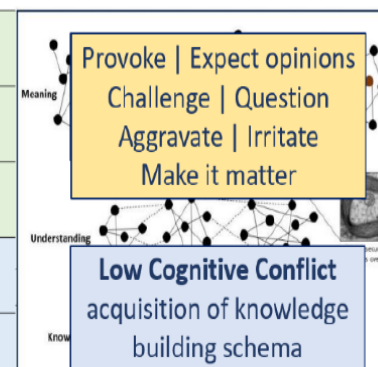 Provoke | Expect opinions
Meaning
Challenge | Question
Aggravate | Irritate
Make it matter
Understanding
Low Cognitive Conflict
acquisition of knowledge
Know
building schema